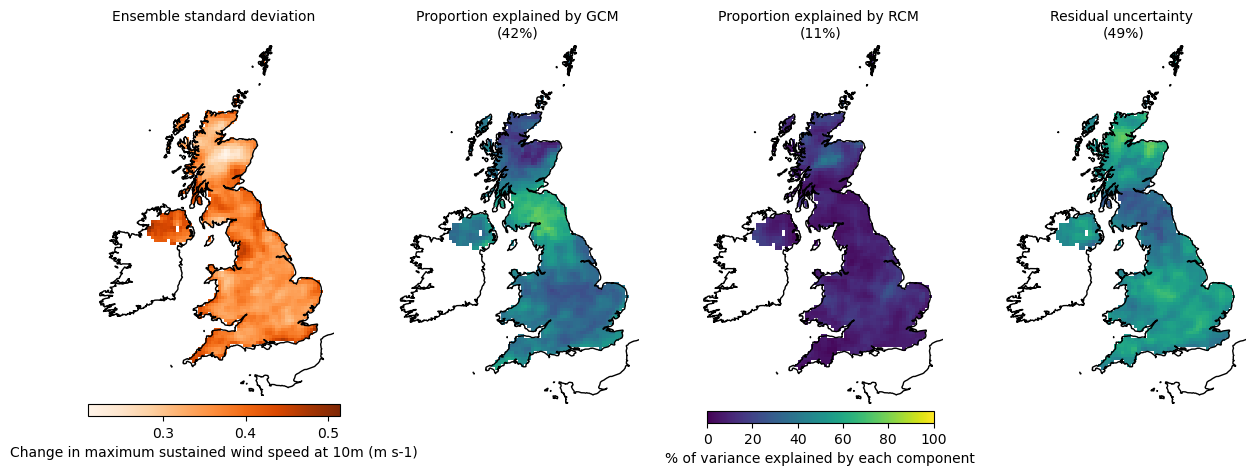 Ensemble standard deviation
Proportion explained by GCM
(42%)
Proportion explained by RCM
(11%)
Residual uncertainty
(49%)
0.3 0.4 0.5
Change in maximum sustained wind speed at 10m (m s-1)
0 20 40 60 80 100
% of variance explained by each component